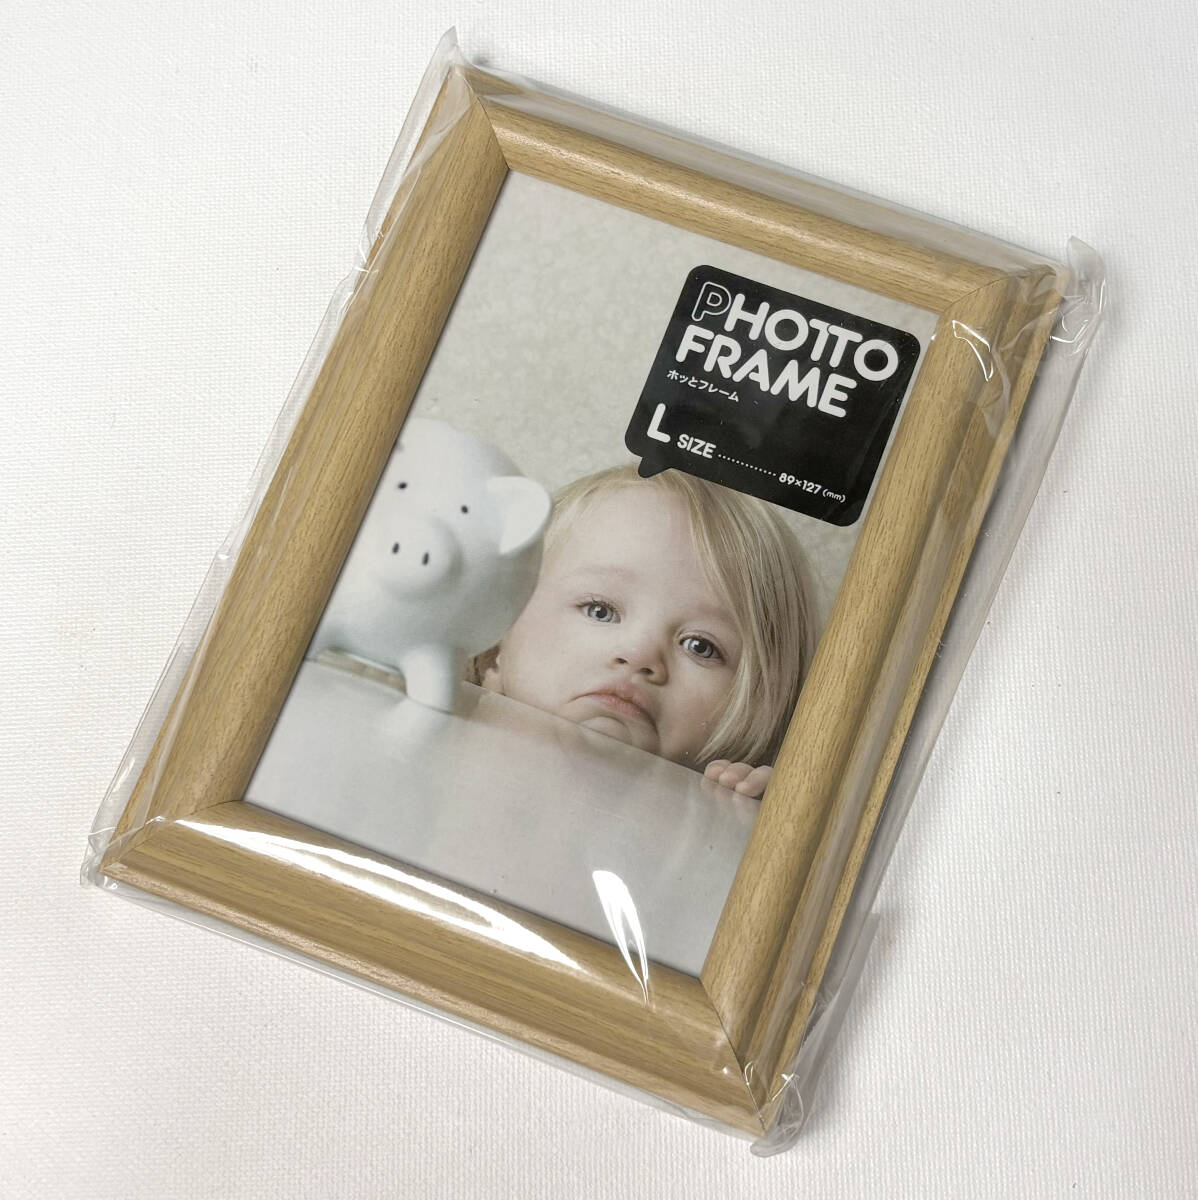 PHOTTO
FRAME
ホッとフレーム
L SIZE ............. 89×127 (mm)